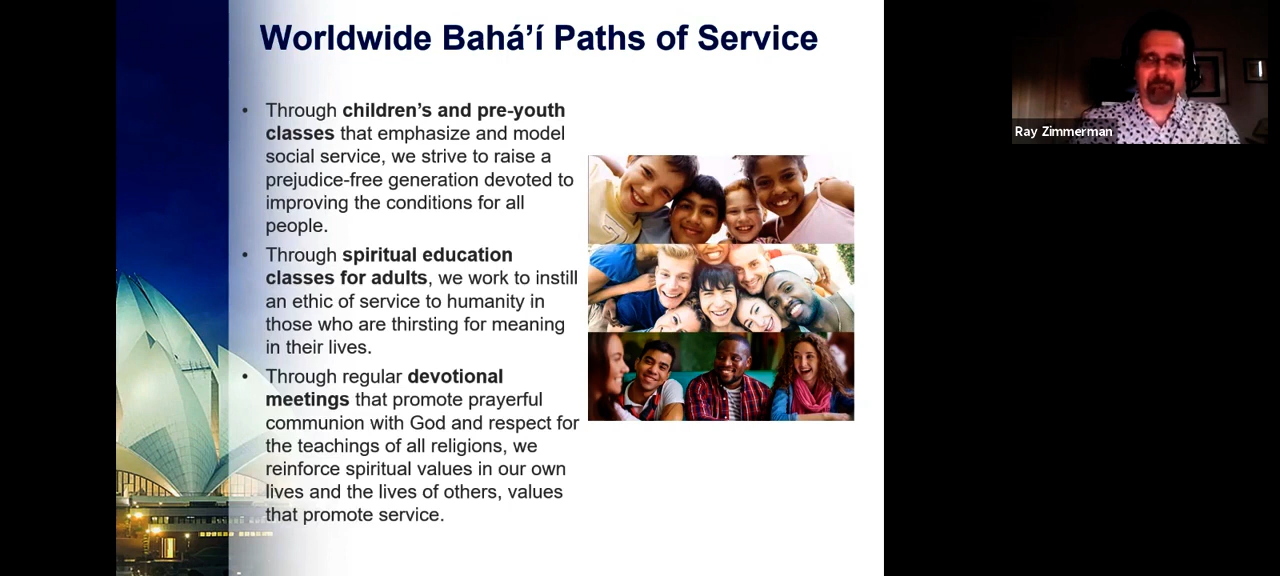 Worldwide Bahá’í Paths of Service
• Through children’s and pre-youth
classes that emphasize and model
social service, we strive to raise a
prejudice-free generation devoted to
improving the conditions for all
people.
• Through spiritual education
classes for adults, we work to instill
an ethic of service to humanity in
those who are thirsting for meaning
in their lives.
• Through regular devotional
meetings that promote prayerful
communion with God and respect for
the teachings of all religions, we
reinforce spiritual values in our own
lives and the lives of others, values
that promote service.
Ray Zimmerman